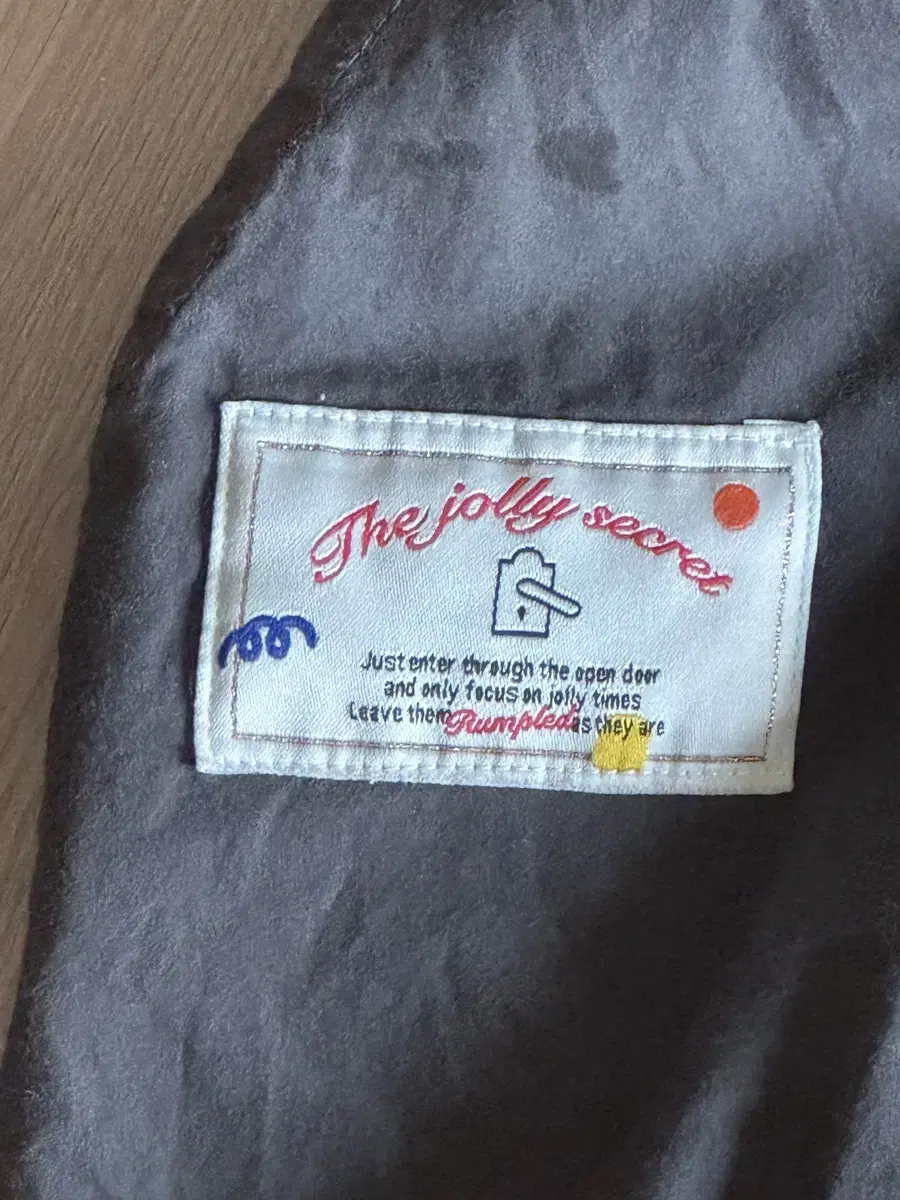 The jolly secret
Just enter through the open door
and only focus on jolly times
Leave them Rumpled as they are